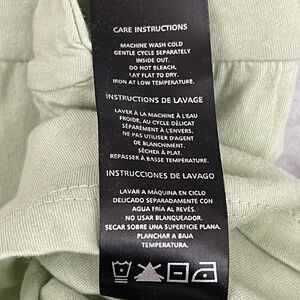 CARE INSTRUCTIONS
MACHINE WASH COLD
GENTLE CYCLE SEPARATELY
INSIDE OUT.
DO NOT BLEACH.
LAY FLAT TO DRY.
IRON AT LOW TEMPERATURE.
INSTRUCTIONS DE LAVAGE
LAVER À LA MACHINE À L'EAU
FROIDE. AU CYCLE DÉLICAT
SÉPARÉMENT À L'ENVERS.
NE PAS UTILISER D'AGENT
DE BLANCHIMENT.
SÉCHER À PLAT.
REPASSER À BASSE TEMPÉRATURE.
INSTRUCCIONES DE LAVADO
LAVAR A MÁQUINA EN CICLO
DELICADO SEPARADAMENTE CON
AGUA FRÍA AL REVÉS.
NO USAR BLANQUEADOR.
SECAR SOBRE UNA SUPERFICIE PLANA.
PLANCHAR A BAJA
TEMPERATURA.